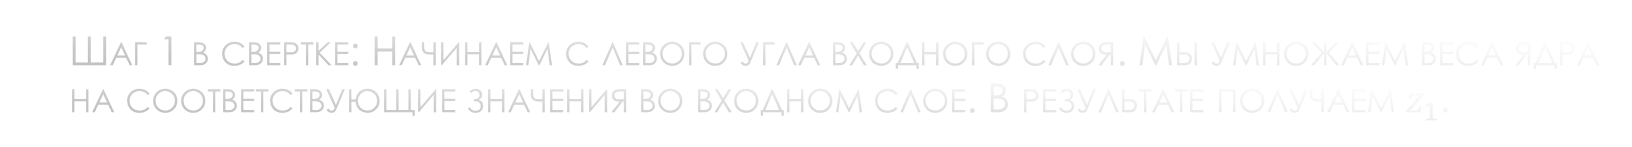 Шаг 1 в свертке: Начинаем с левого угла входного слоя. Мы умножаем веса ядра
на соответствующие значения во входном слое. В результате получаем z₁.